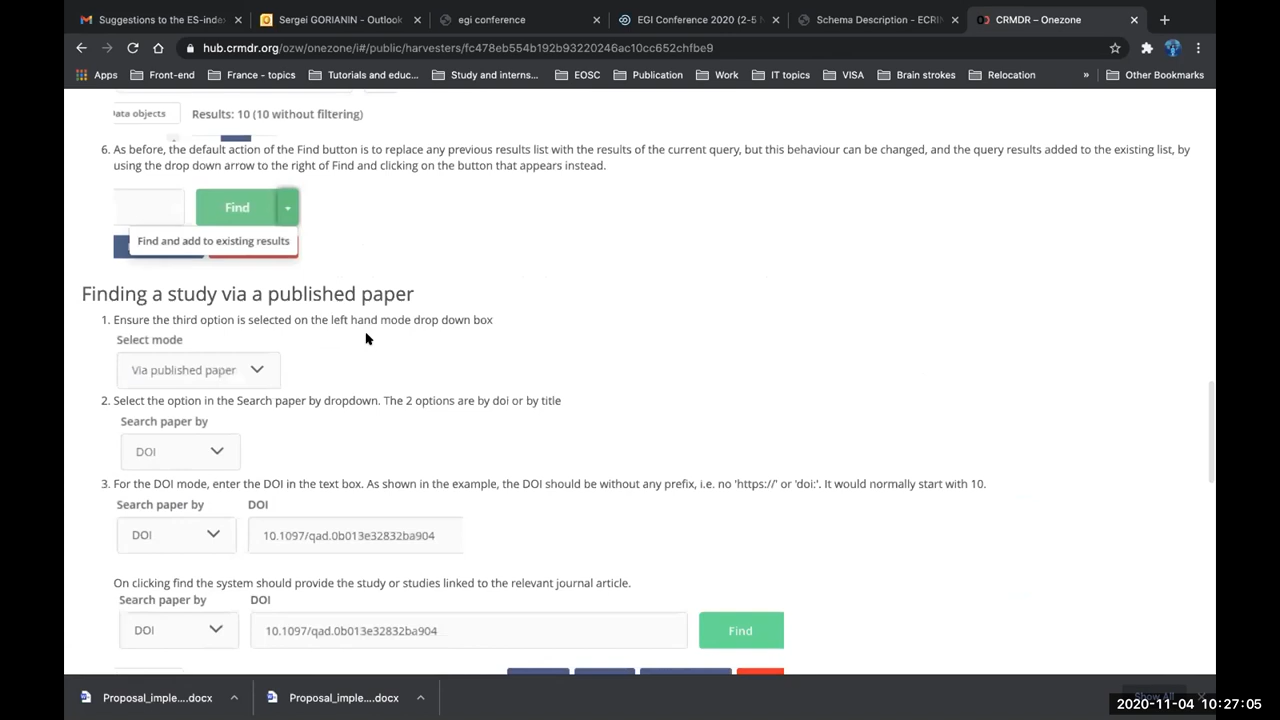 Suggestions to the ES-index
Sergei GORIANIN - Outlook
egi conference
EGI Conference 2020 (2-5 N
Schema Description - ECRIN
CRMDR – Onezone
hub.crmdr.org/ozw/onezone/i#/public/harvesters/fc478eb554b192b93220246ac10cc652chfbe9
Apps
Front-end
France - topics
Tutorials and educ...
Study and interns...
EOSC
Publication
Work
IT topics
VISA
Brain strokes
Relocation
»
Other Bookmarks
Data objects
Results: 10 (10 without filtering)
6. As before, the default action of the Find button is to replace any previous results list with the results of the current query, but this behaviour can be changed, and the query results added to the existing list, by
using the drop down arrow to the right of Find and clicking on the button that appears instead.
Find
Find and add to existing results
Finding a study via a published paper
1. Ensure the third option is selected on the left hand mode drop down box
Select mode
Via published paper
2. Select the option in the Search paper by dropdown. The 2 options are by doi or by title
Search paper by
DOI
3. For the DOI mode, enter the DOI in the text box. As shown in the example, the DOI should be without any prefix, i.e. no 'https://' or 'doi:'. It would normally start with 10.
Search paper by DOI
DOI 10.1097/qad.0b013e32832ba904
On clicking find the system should provide the study or studies linked to the relevant journal article.
Search paper by DOI
DOI 10.1097/qad.0b013e32832ba904 Find
Proposal_imple....docx
Proposal_imple....docx
Show All
2020-11-04 10:27:05